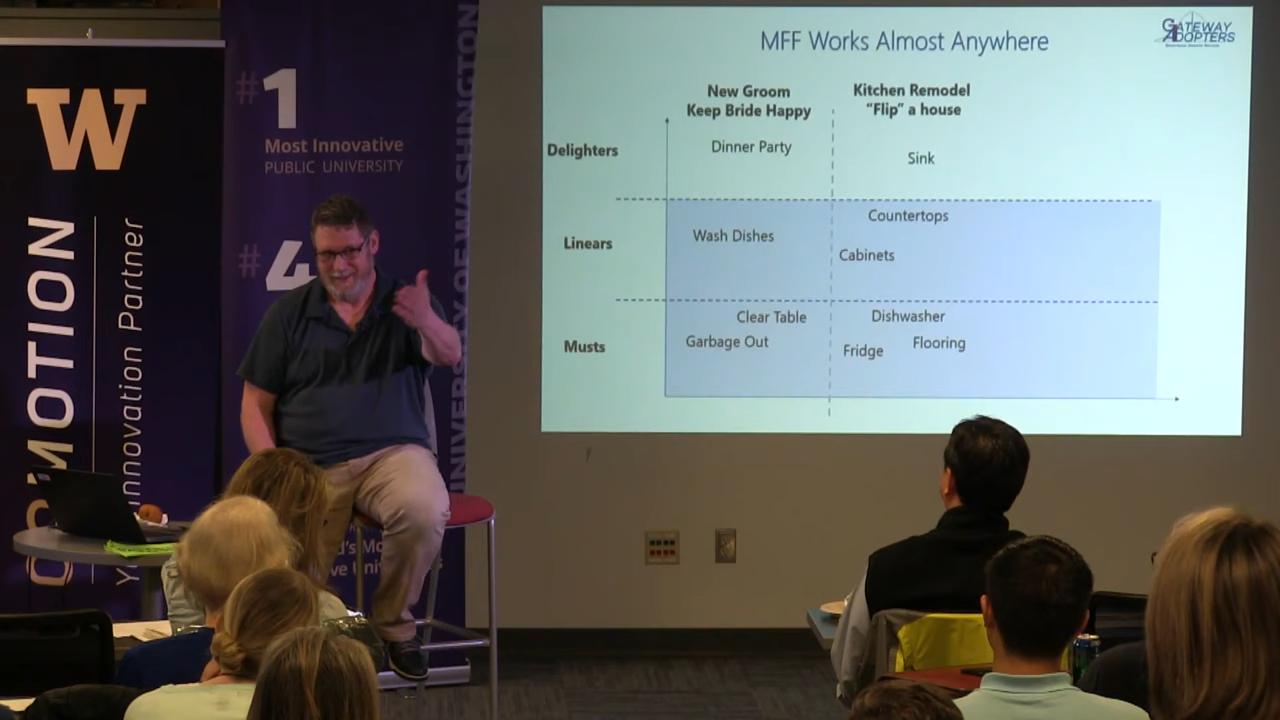 W
COMOTION
Your Innovation Partner
#1
Most Innovative
PUBLIC UNIVERSITY
#4
UNIVERSITY OF WASHINGTON
MFF Works Almost Anywhere
GATEWAY
ADOPTERS
New Groom
Keep Bride Happy
Kitchen Remodel
"Flip" a house
Delighters
Dinner Party
Sink
Linears
Wash Dishes
Countertops
Cabinets
Musts
Clear Table
Garbage Out
Dishwasher
Fridge
Flooring